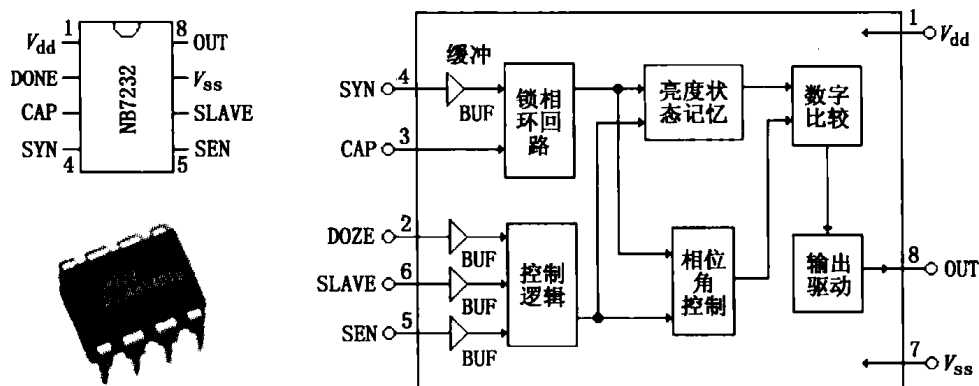 1
8
Vdd
OUT
DONE
Vss
CAP
SLAVE
SYN
SEN
4
5
NB7232
1
Vdd
缓冲
SYN
4
BUF
锁相
环回
路
亮度状
态记忆
数字
比较
CAP
3
DOZE
2
BUF
SLAVE
6
BUF
SEN
5
BUF
控制
逻辑
相位
角
控制
输出
驱动
8
OUT
7
Vss